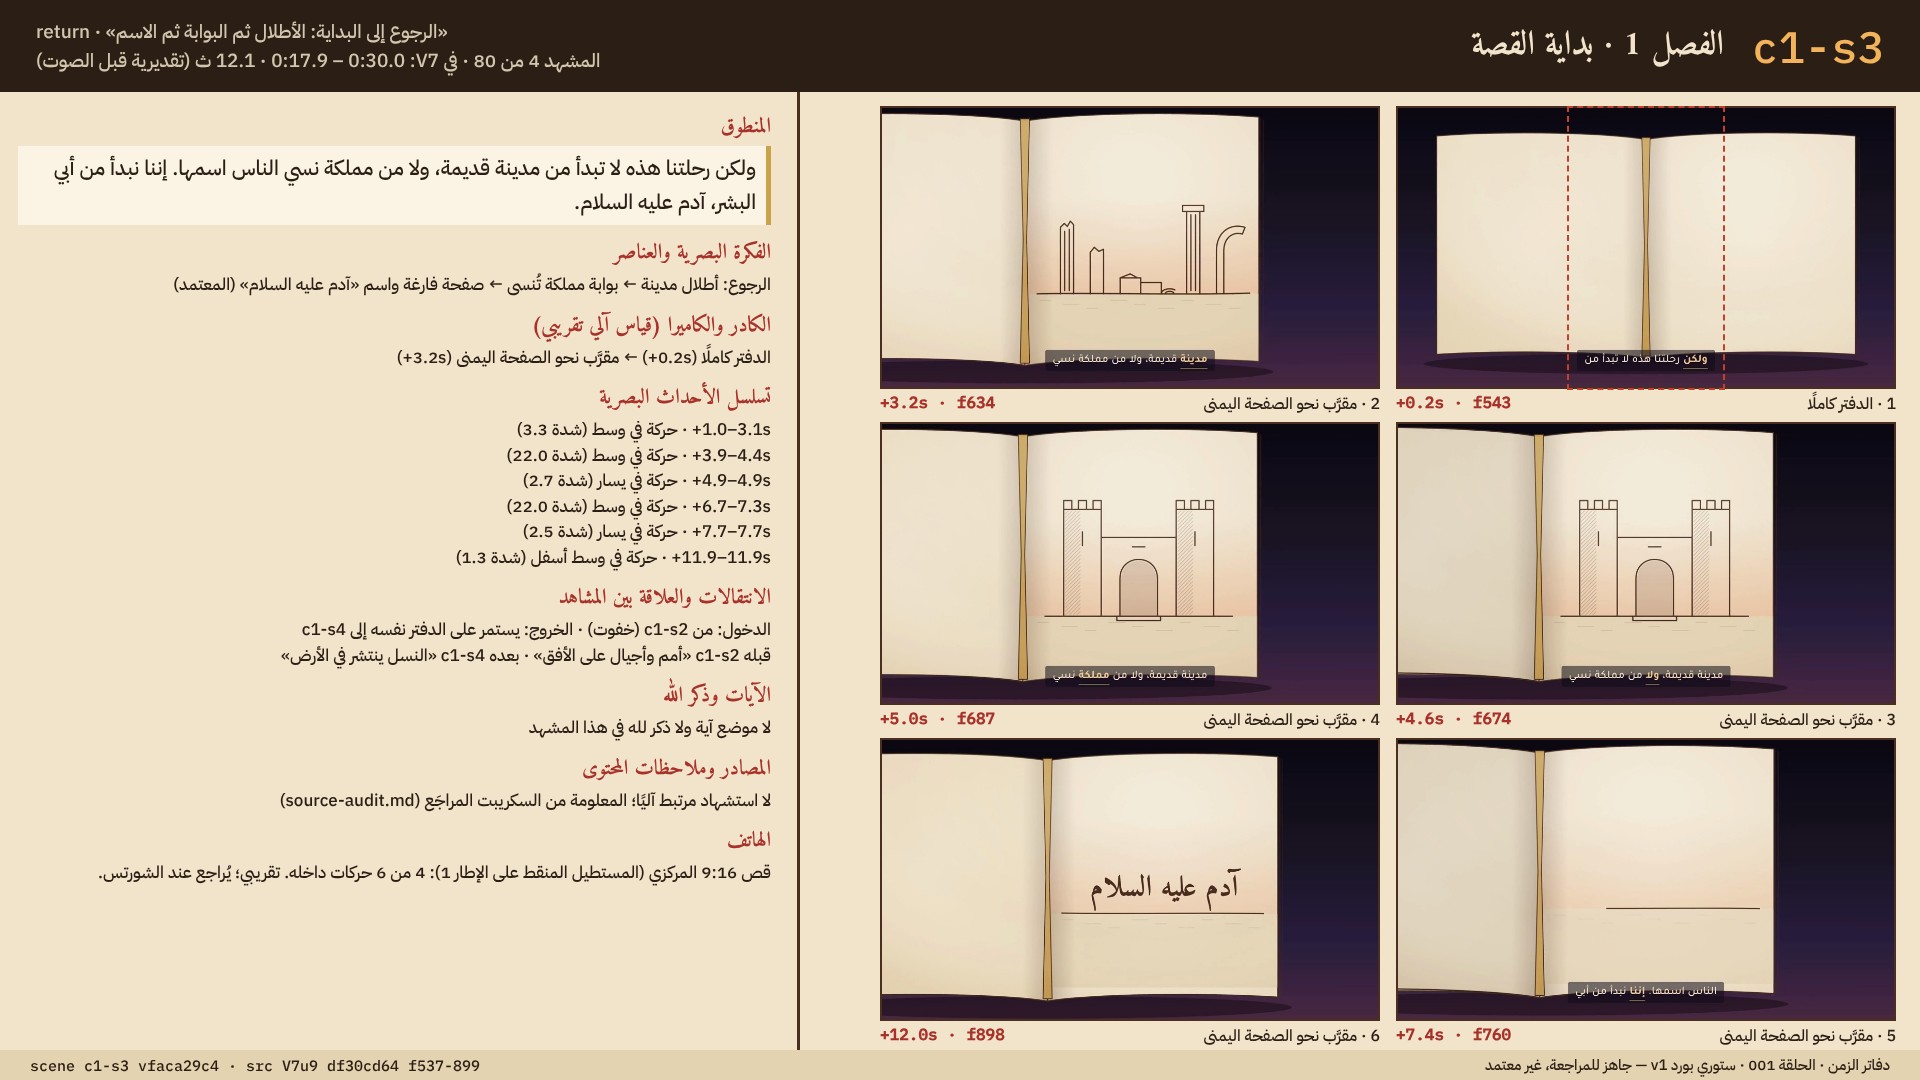 c1-s3
الفصل 1 · بداية القصة
«الرجوع إلى البداية: الأطلال ثم البوابة ثم الاسم» · return
المشهد 4 من 80 · في V7: 0:17.9 – 0:30.0 · 12.1 ث (تقديرية قبل الصوت)
ولكن رحلتنا هذه لا تبدأ من
1 · الدفتر كاملًا
+0.2s · f543
مدينة قديمة، ولا من مملكة نسي
2 · مقرَّب نحو الصفحة اليمنى
+3.2s · f634
مدينة قديمة، ولا من مملكة نسي
3 · مقرَّب نحو الصفحة اليمنى
+4.6s · f674
مدينة قديمة، ولا من مملكة نسي
4 · مقرَّب نحو الصفحة اليمنى
+5.0s · f687
الناس اسمها. إننا نبدأ من أبي
5 · مقرَّب نحو الصفحة اليمنى
+7.4s · f760
آدم عليه السلام
6 · مقرَّب نحو الصفحة اليمنى
+12.0s · f898
المنطوق
ولكن رحلتنا هذه لا تبدأ من مدينة قديمة، ولا من مملكة نسي الناس اسمها. إننا نبدأ من أبي
البشر، آدم عليه السلام.
الفكرة البصرية والعناصر
الرجوع: أطلال مدينة ← بوابة مملكة تُنسى ← صفحة فارغة واسم «آدم عليه السلام» (المعتمد)
الكادر والكاميرا (قياس آلي تقريبي)
الدفتر كاملًا (+0.2s) ← مقرَّب نحو الصفحة اليمنى (+3.2s)
تسلسل الأحداث البصرية
+1.0–3.1s · حركة في وسط (شدة 3.3)
+3.9–4.4s · حركة في وسط (شدة 22.0)
+4.9–4.9s · حركة في يسار (شدة 2.7)
+6.7–7.3s · حركة في وسط (شدة 22.0)
+7.7–7.7s · حركة في يسار (شدة 2.5)
+11.9–11.9s · حركة في وسط أسفل (شدة 1.3)
الانتقالات والعلاقة بين المشاهد
الدخول: من c1-s2 (خفوت) · الخروج: يستمر على الدفتر نفسه إلى c1-s4
قبله c1-s2 «أمم وأجيال على الأفق» · بعده c1-s4 «النسل ينتشر في الأرض»
الآيات وذكر الله
لا موضع آية ولا ذكر لله في هذا المشهد
المصادر وملاحظات المحتوى
لا استشهاد مرتبط آليًا؛ المعلومة من السكريبت المراجَع (source-audit.md)
الهاتف
قص 9:16 المركزي (المستطيل المنقط على الإطار 1): 4 من 6 حركات داخله. تقريبي؛ يُراجع عند الشورتس.
دفاتر الزمن · الحلقة 001 · ستوري بورد v1 — جاهز للمراجعة، غير معتمد
scene c1-s3 vfaca29c4 · src V7u9 df30cd64 f537-899